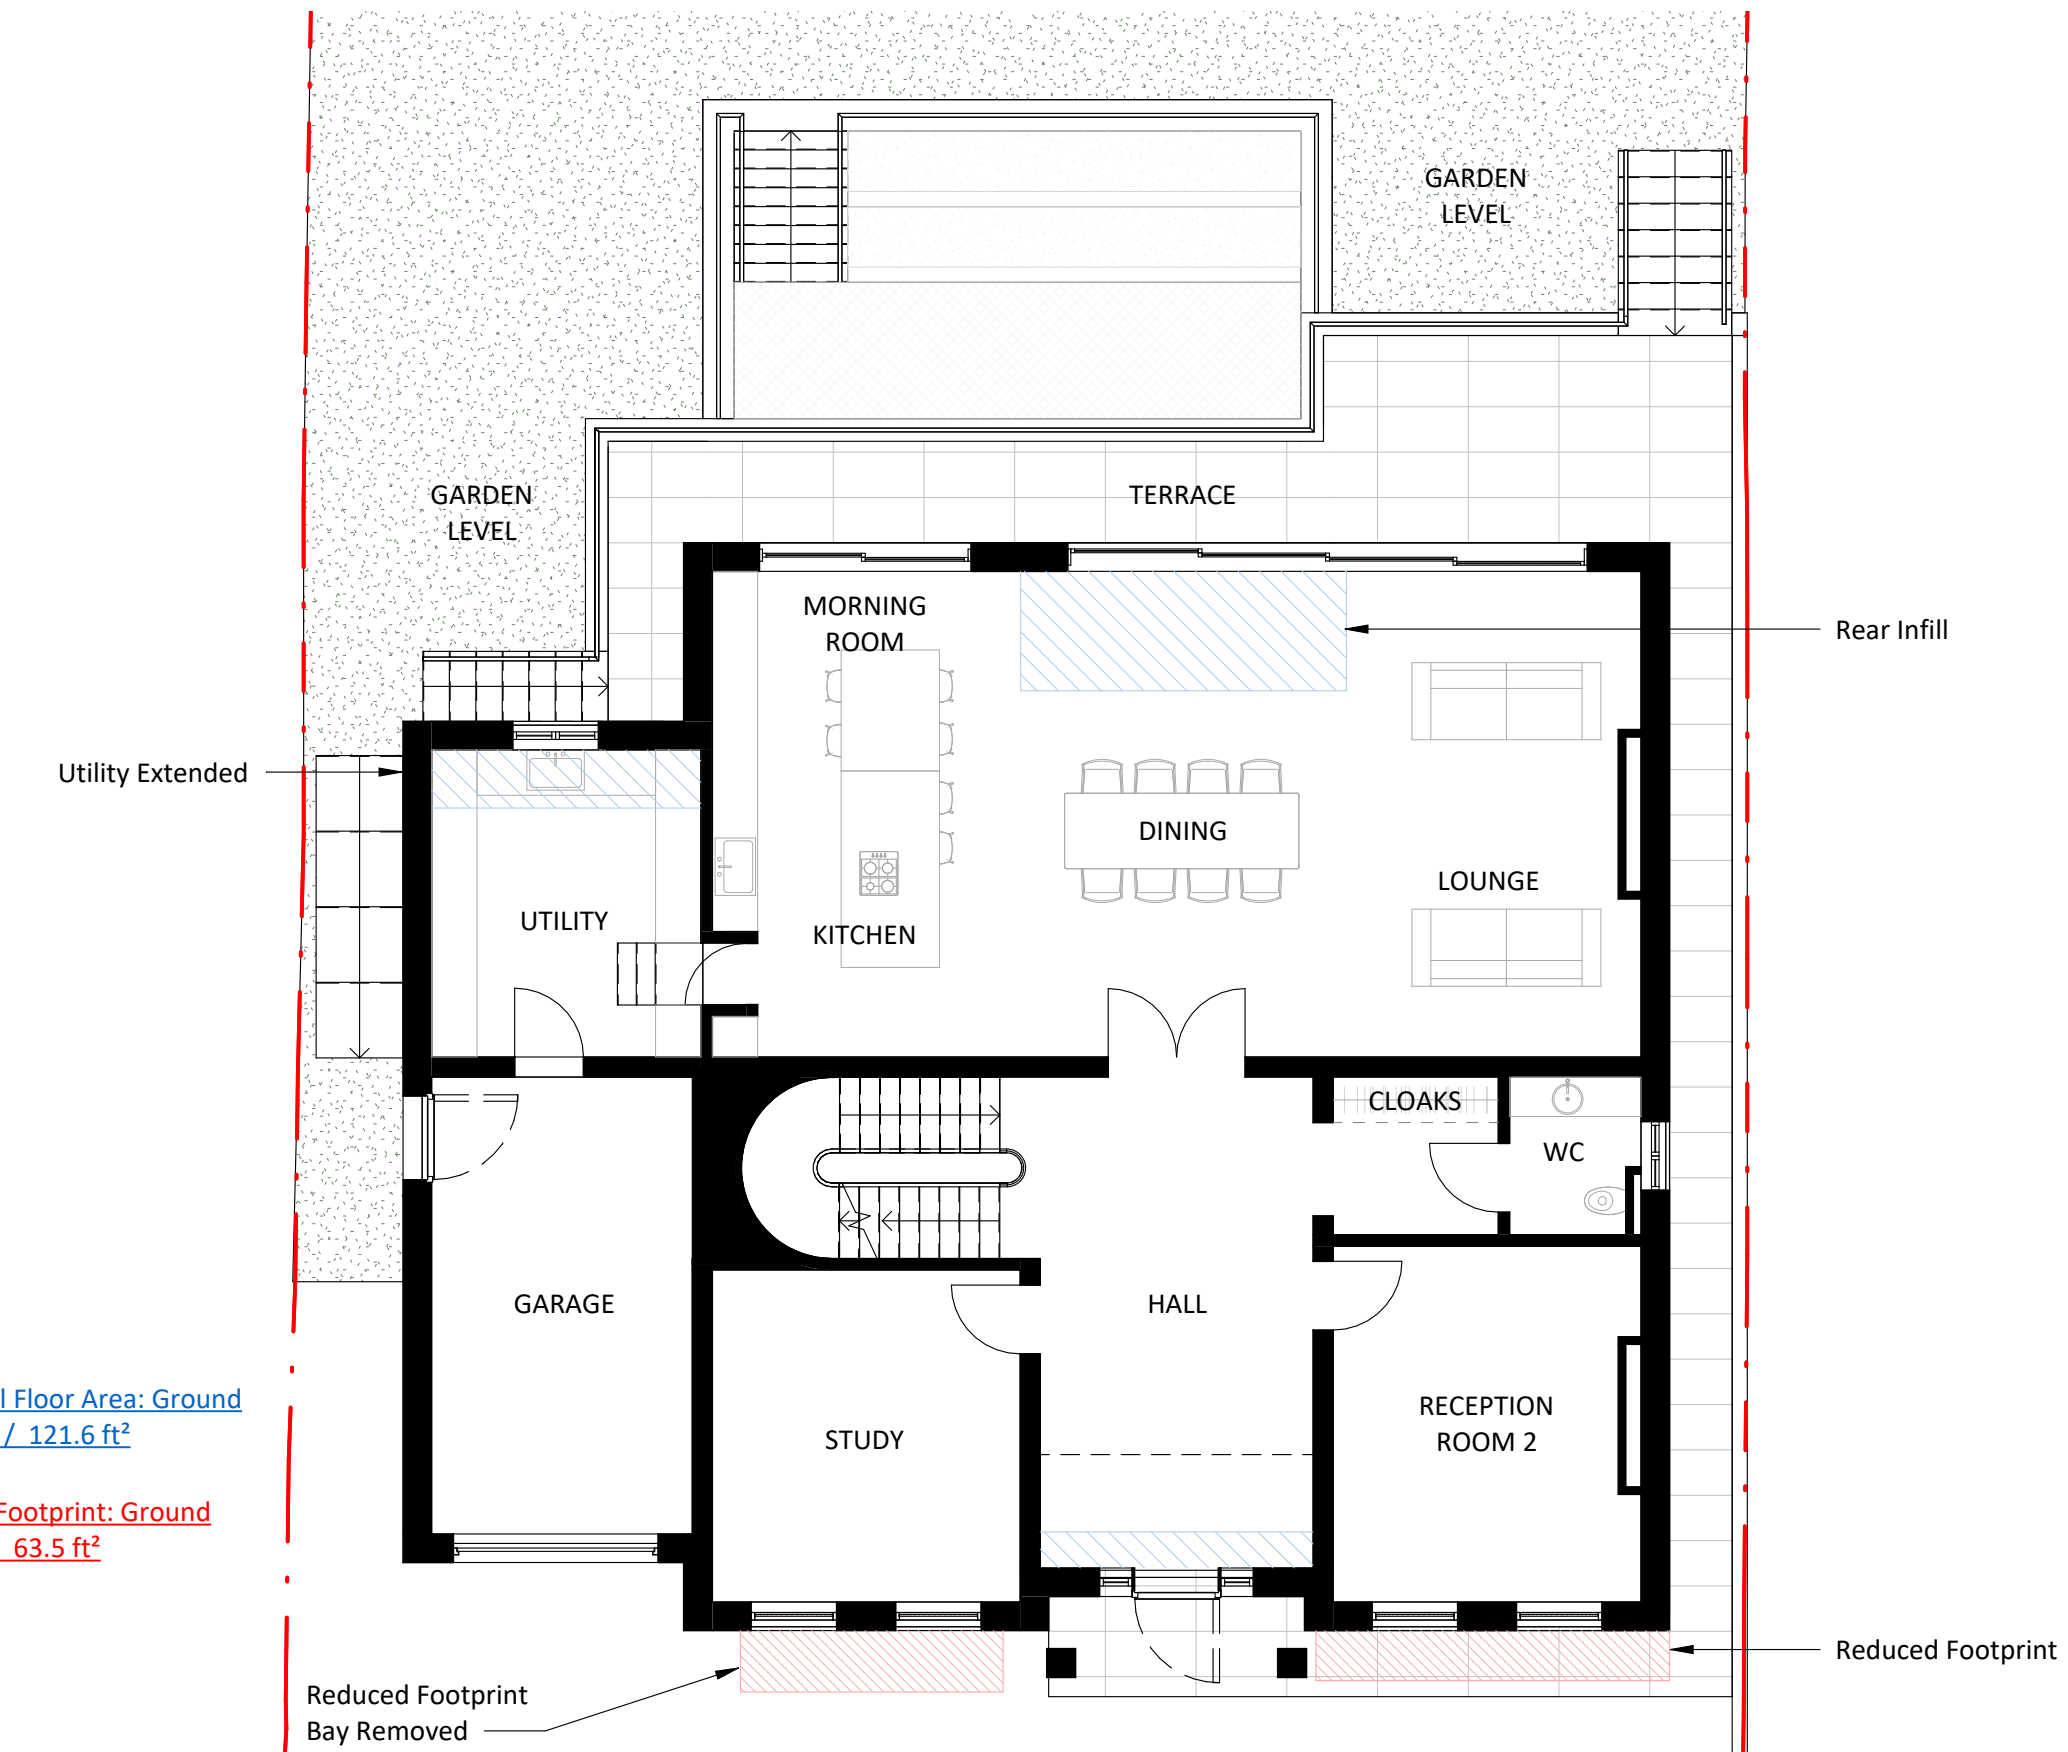 GARDEN
LEVEL
GARDEN
LEVEL
TERRACE
MORNING
ROOM
Rear Infill
Utility Extended
DINING
LOUNGE
UTILITY
KITCHEN
CLOAKS
WC
GARAGE
HALL
l Floor Area: Ground
/ 121.6 ft²
STUDY
RECEPTION
ROOM 2
Footprint: Ground
63.5 ft²
Reduced Footprint
Reduced Footprint
Bay Removed